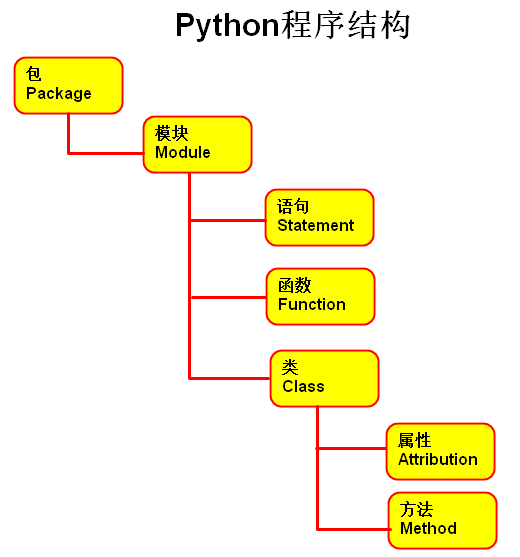 Python程序结构
包
Package
模块
Module
语句
Statement
函数
Function
类
Class
属性
Attribution
方法
Method